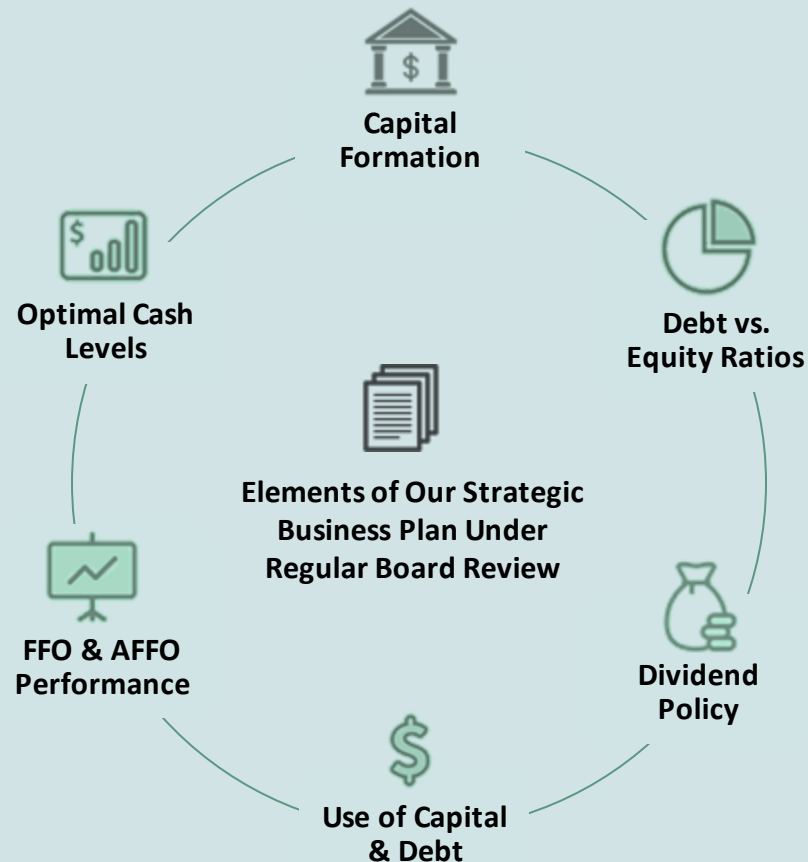 $
Capital
Formation
$
Optimal Cash
Levels
Debt vs.
Equity Ratios
Elements of Our Strategic
Business Plan Under
Regular Board Review
FFO & AFFO
Performance
Dividend
Policy
$
Use of Capital
& Debt